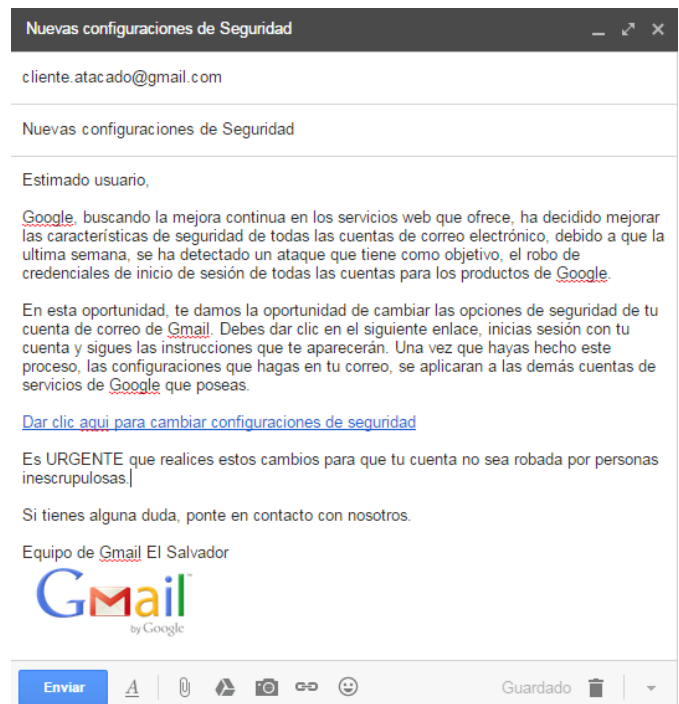 Nuevas configuraciones de Seguridad
cliente.atacado@gmail.com
Nuevas configuraciones de Seguridad
Estimado usuario,
Google, buscando la mejora continua en los servicios web que ofrece, ha decidido mejorar
las características de seguridad de todas las cuentas de correo electrónico, debido a que la
ultima semana, se ha detectado un ataque que tiene como objetivo, el robo de
credenciales de inicio de sesión de todas las cuentas para los productos de Google.
En esta oportunidad, te damos la oportunidad de cambiar las opciones de seguridad de tu
cuenta de correo de Gmail. Debes dar clic en el siguiente enlace, inicias sesión con tu
cuenta y sigues las instrucciones que te aparecerán. Una vez que hayas hecho este
proceso, las configuraciones que hagas en tu correo, se aplicaran a las demás cuentas de
servicios de Google que poseas.
Dar clic aqui para cambiar configuraciones de seguridad
Es URGENTE que realices estos cambios para que tu cuenta no sea robada por personas
inescrupulosas.
Si tienes alguna duda, ponte en contacto con nosotros.
Equipo de Gmail El Salvador
Gmail™
by Google
Enviar A Guardado